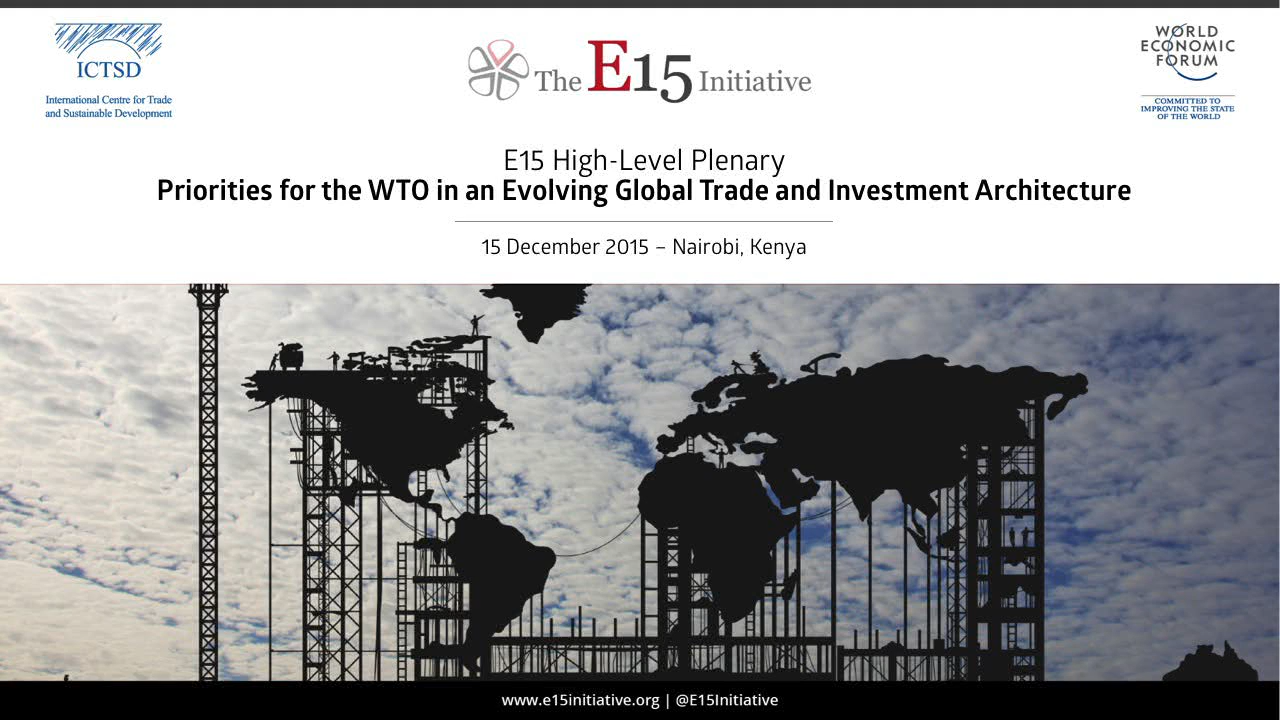 ICTSD
International Centre for Trade
and Sustainable Development
The E15 Initiative
WORLD
ECONOMIC
FORUM
COMMITTED TO
IMPROVING THE STATE
OF THE WORLD
E15 High-Level Plenary
Priorities for the WTO in an Evolving Global Trade and Investment Architecture
15 December 2015 – Nairobi, Kenya
www.e15initiative.org | @E15Initiative